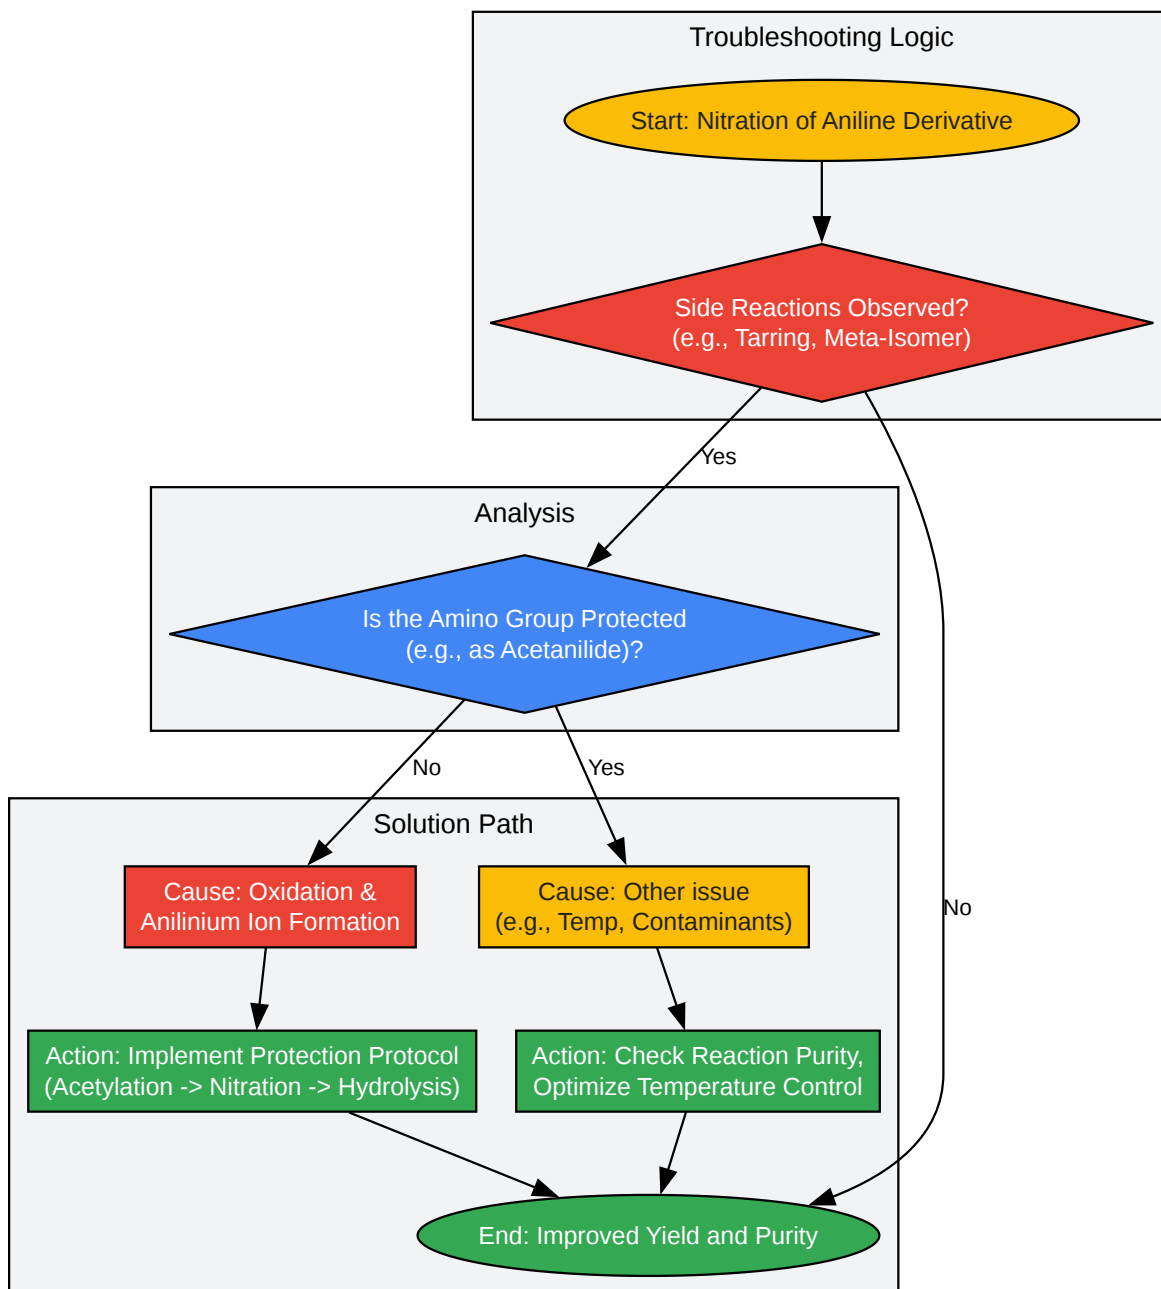 Troubleshooting Logic
Start: Nitration of Aniline Derivative
Side Reactions Observed?
(e.g., Tarring, Meta-Isomer)
Yes
Analysis
Is the Amino Group Protected
(e.g., as Acetanilide)?
No
Yes
Solution Path
Cause: Oxidation &
Anilinium Ion Formation
Cause: Other issue
(e.g., Temp, Contaminants)
No
Action: Implement Protection Protocol
(Acetylation -> Nitration -> Hydrolysis)
Action: Check Reaction Purity,
Optimize Temperature Control
End: Improved Yield and Purity